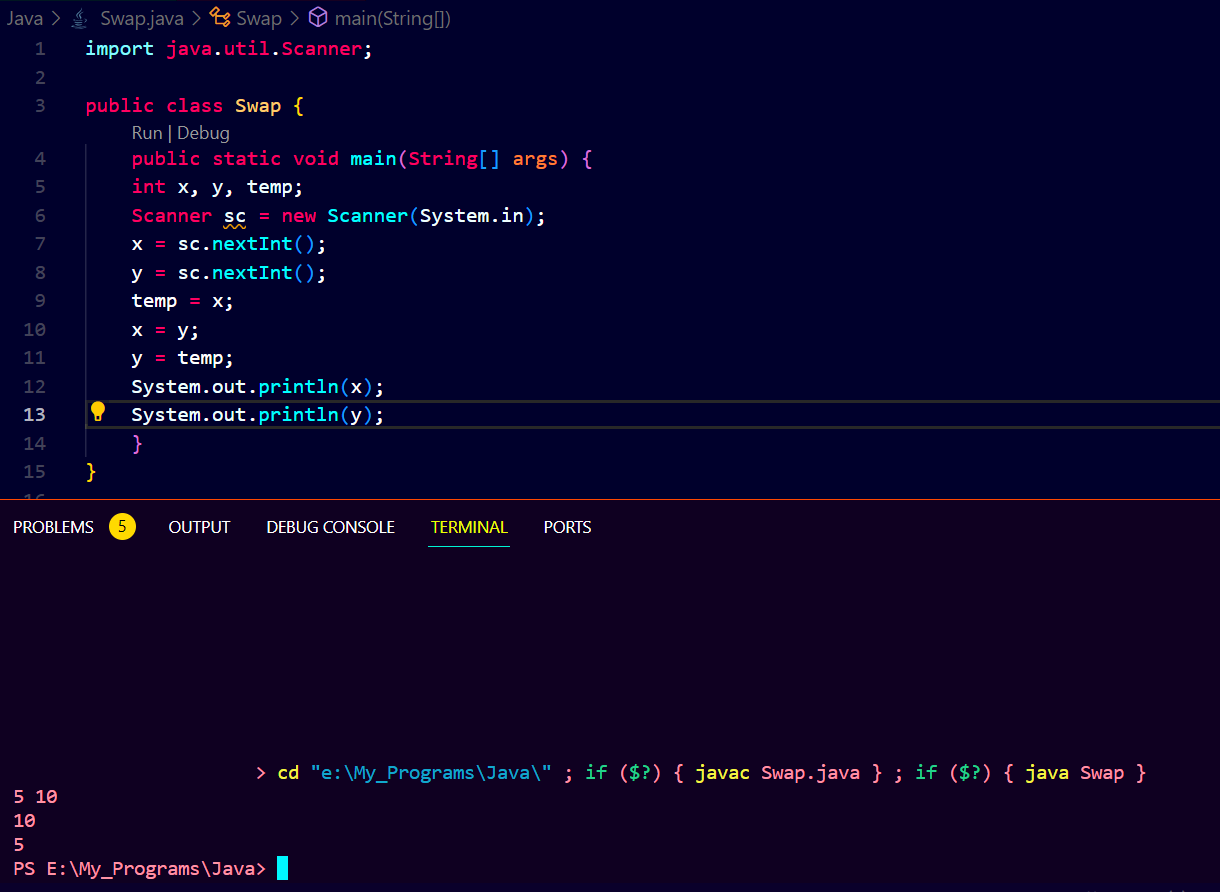 Java > Swap.java > Swap > main(String[])
1 import java.util.Scanner;
2
3 public class Swap {
Run | Debug
4 public static void main(String[] args) {
5 int x, y, temp;
6 Scanner sc = new Scanner(System.in);
7 x = sc.nextInt();
8 y = sc.nextInt();
9 temp = x;
10 x = y;
11 y = temp;
12 System.out.println(x);
13 System.out.println(y);
14 }
15 }
16
PROBLEMS 5 OUTPUT DEBUG CONSOLE TERMINAL PORTS
> cd "e:\My_Programs\Java\" ; if ($?) { javac Swap.java } ; if ($?) { java Swap }
5 10
10
5
PS E:\My_Programs\Java>